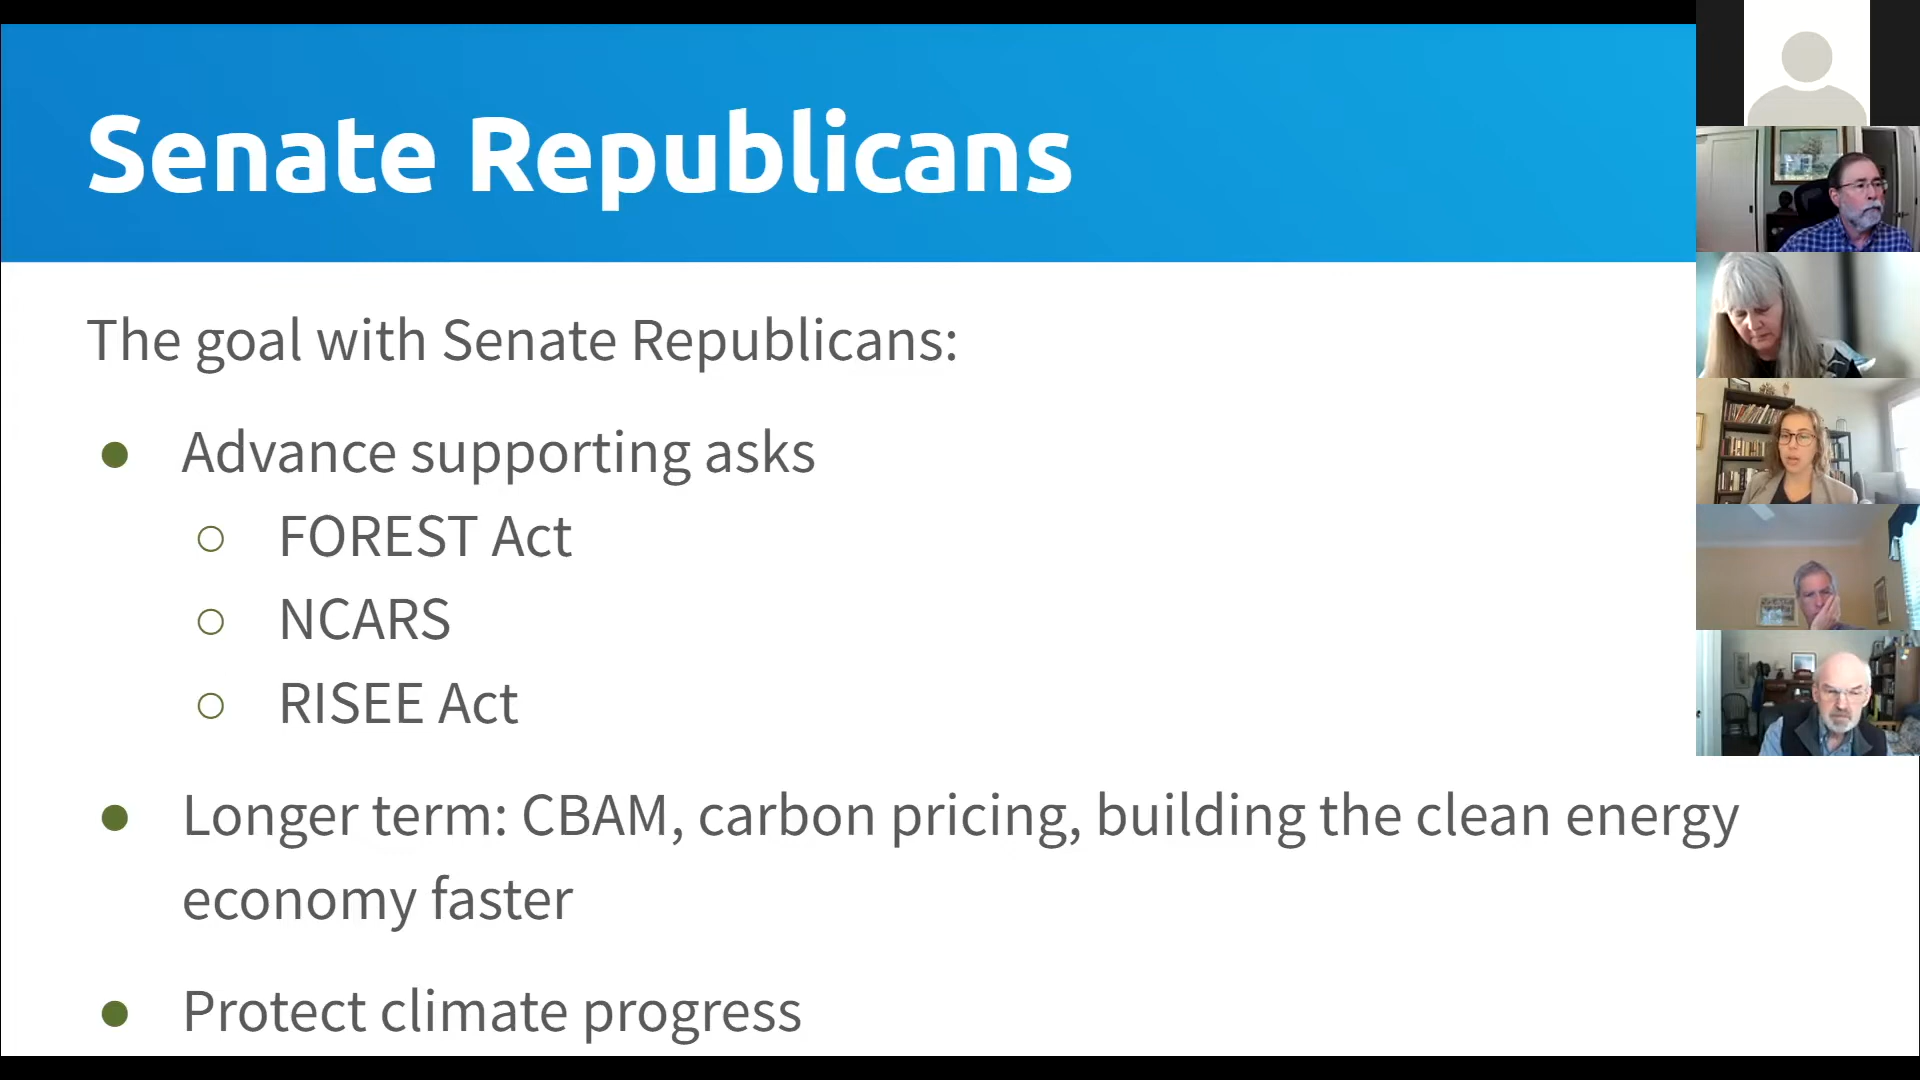 Senate Republicans
The goal with Senate Republicans:
● Advance supporting asks
○ FOREST Act
○ NCARS
○ RISEE Act
● Longer term: CBAM, carbon pricing, building the clean energy
economy faster
● Protect climate progress